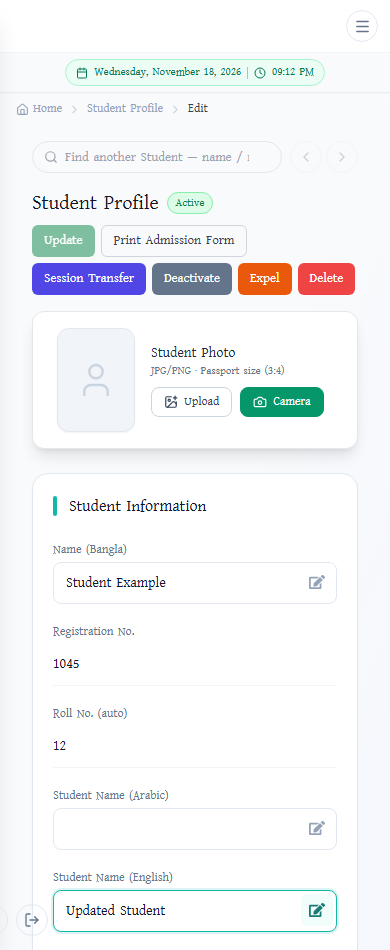 Wednesday, November 18, 2026 | 09:12 PM
Home > Student Profile > Edit
Find another Student — name /
Student Profile Active
Update Print Admission Form
Session Transfer Deactivate Expel Delete
Student Photo
JPG/PNG · Passport size (3:4)
Upload Camera
Student Information
Name (Bangla)
Student Example
Registration No.
1045
Roll No. (auto)
12
Student Name (Arabic)
Student Name (English)
Updated Student